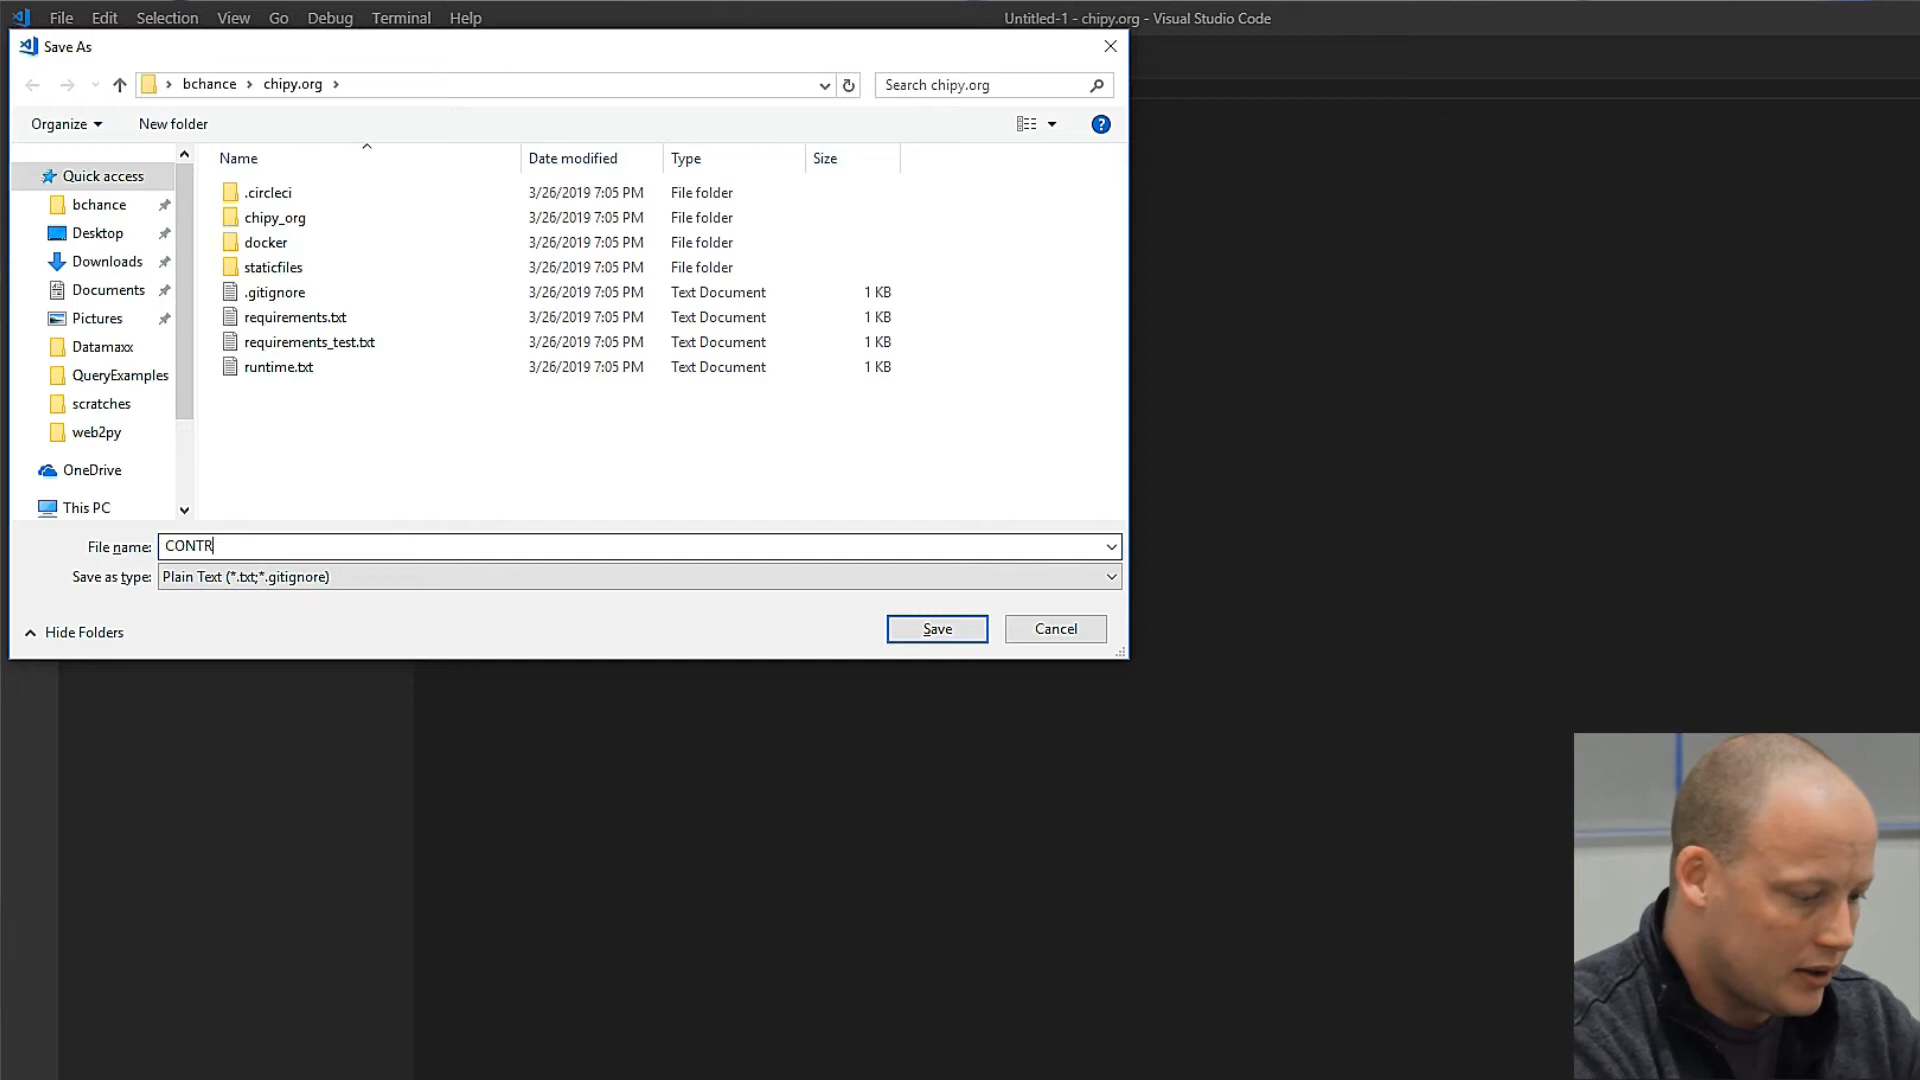 File Edit Selection View Go Debug Terminal Help Untitled-1 - chipy.org - Visual Studio Code
Save As
bchance chipy.org Search chipy.org
Organize New folder
Name Date modified Type Size
Quick access
bchance
Desktop
Downloads
Documents
Pictures
Datamaxx
QueryExamples
scratches
web2py
OneDrive
This PC
.circleci 3/26/2019 7:05 PM File folder
chipy_org 3/26/2019 7:05 PM File folder
docker 3/26/2019 7:05 PM File folder
staticfiles 3/26/2019 7:05 PM File folder
.gitignore 3/26/2019 7:05 PM Text Document 1 KB
requirements.txt 3/26/2019 7:05 PM Text Document 1 KB
requirements_test.txt 3/26/2019 7:05 PM Text Document 1 KB
runtime.txt 3/26/2019 7:05 PM Text Document 1 KB
File name: CONTR
Save as type: Plain Text (*.txt;*.gitignore)
Hide Folders Save Cancel